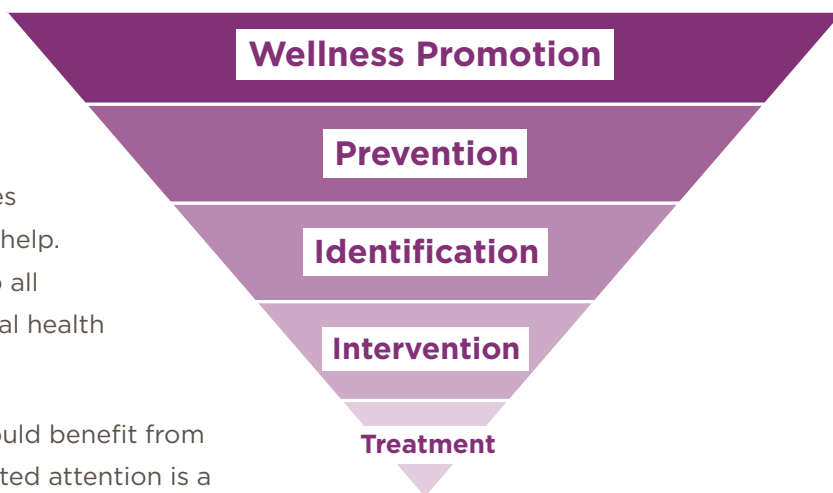 Wellness Promotion
Prevention
es
help.
Identification
all
al health
Intervention
uld benefit from
Treatment
ted attention is a